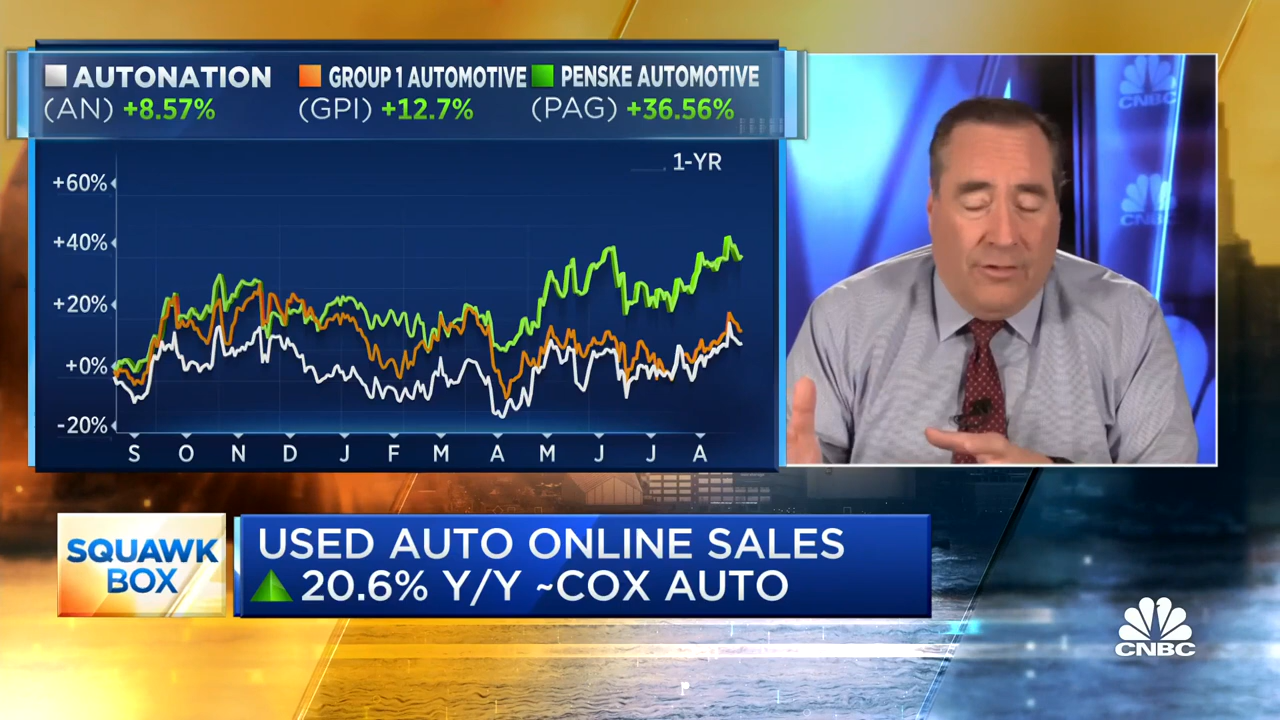 AUTONATION
(AN) +8.57%
GROUP 1 AUTOMOTIVE
(GPI) +12.7%
PENSKE AUTOMOTIVE
(PAG) +36.56%
1-YR
+60%
+40%
+20%
+0%
-20%
S O N D J F M A M J J A
CNBC
CNBC
SQUAWK
BOX
USED AUTO ONLINE SALES
▲ 20.6% Y/Y ~COX AUTO
CNBC
P